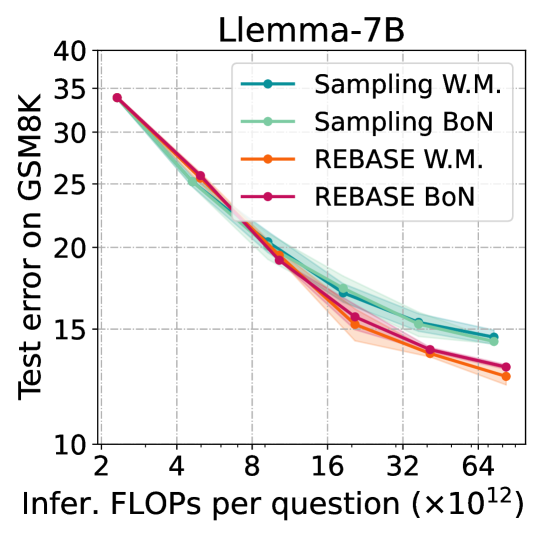 Llemma-7B
Test error on GSM8K
40
35
30
25
20
15
10
Sampling W.M.
Sampling BoN
REBASE W.M.
REBASE BoN
2 4 8 16 32 64
Infer. FLOPs per question (×10¹²)